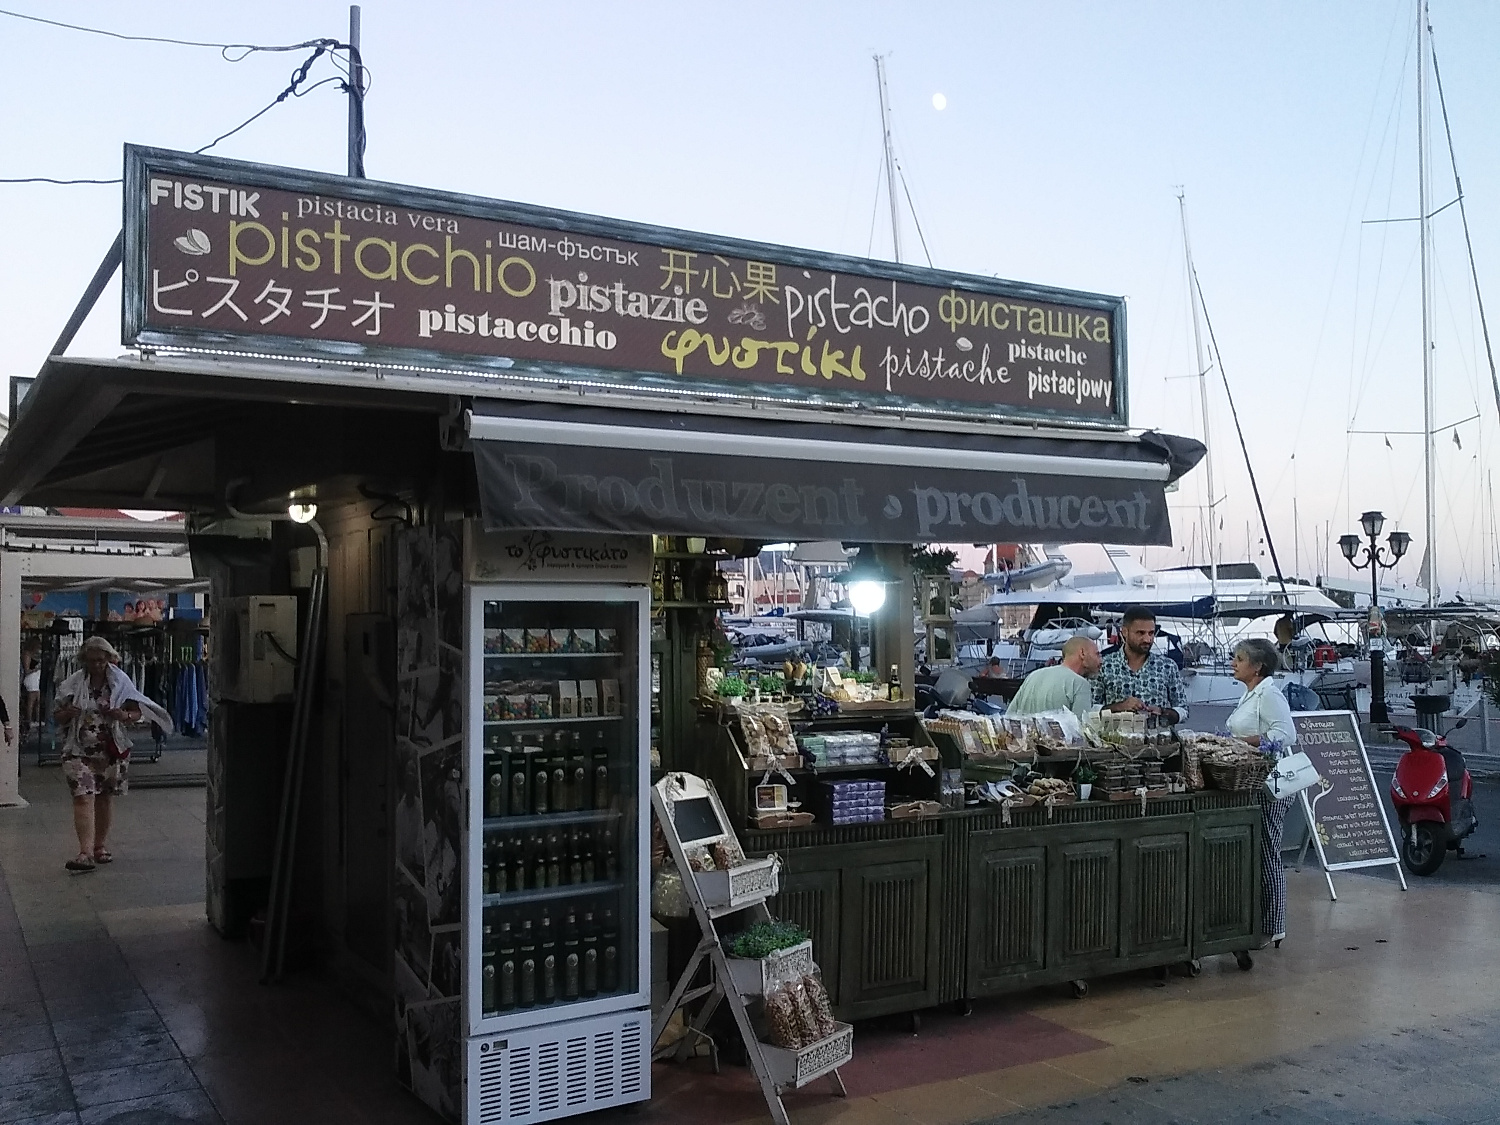 FISTIK
pistacia vera
pistachio
шам-фъстък
开心果
ピスタチオ
pistazie
pistacho
фисташка
pistacchio
φυστίκι
pistache
pistache
pistacjowy
Produzent · producent
το φυστικάτο
PRODUCER